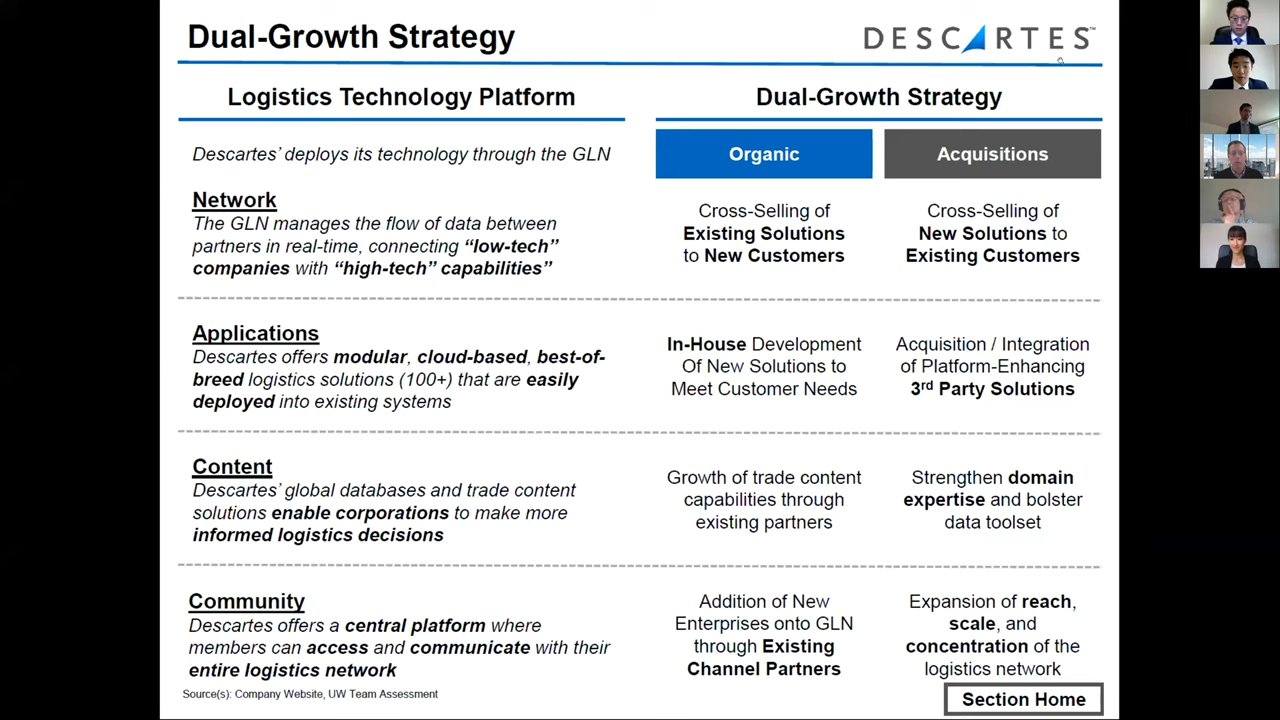 Dual-Growth Strategy
DESCARTES™
Logistics Technology Platform
Dual-Growth Strategy
Descartes' deploys its technology through the GLN
Organic
Acquisitions
Network
The GLN manages the flow of data between
partners in real-time, connecting "low-tech"
companies with "high-tech" capabilities"
Cross-Selling of
Existing Solutions
to New Customers
Cross-Selling of
New Solutions to
Existing Customers
Applications
Descartes offers modular, cloud-based, best-of-
breed logistics solutions (100+) that are easily
deployed into existing systems
In-House Development
Of New Solutions to
Meet Customer Needs
Acquisition / Integration
of Platform-Enhancing
3rd Party Solutions
Content
Descartes' global databases and trade content
solutions enable corporations to make more
informed logistics decisions
Growth of trade content
capabilities through
existing partners
Strengthen domain
expertise and bolster
data toolset
Community
Descartes offers a central platform where
members can access and communicate with their
entire logistics network
Addition of New
Enterprises onto GLN
through Existing
Channel Partners
Expansion of reach,
scale, and
concentration of the
logistics network
Source(s): Company Website, UW Team Assessment
Section Home